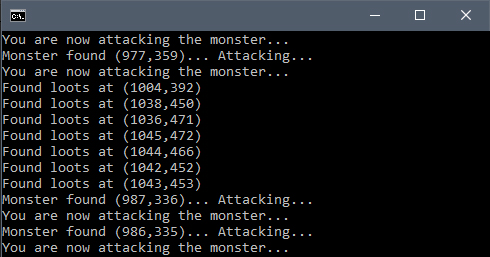 You are now attacking the monster...
Monster found (977,359)... Attacking...
You are now attacking the monster...
Found loots at (1004,392)
Found loots at (1038,450)
Found loots at (1036,471)
Found loots at (1045,472)
Found loots at (1044,466)
Found loots at (1042,452)
Found loots at (1043,453)
Monster found (987,336)... Attacking...
You are now attacking the monster...
Monster found (986,335)... Attacking...
You are now attacking the monster...